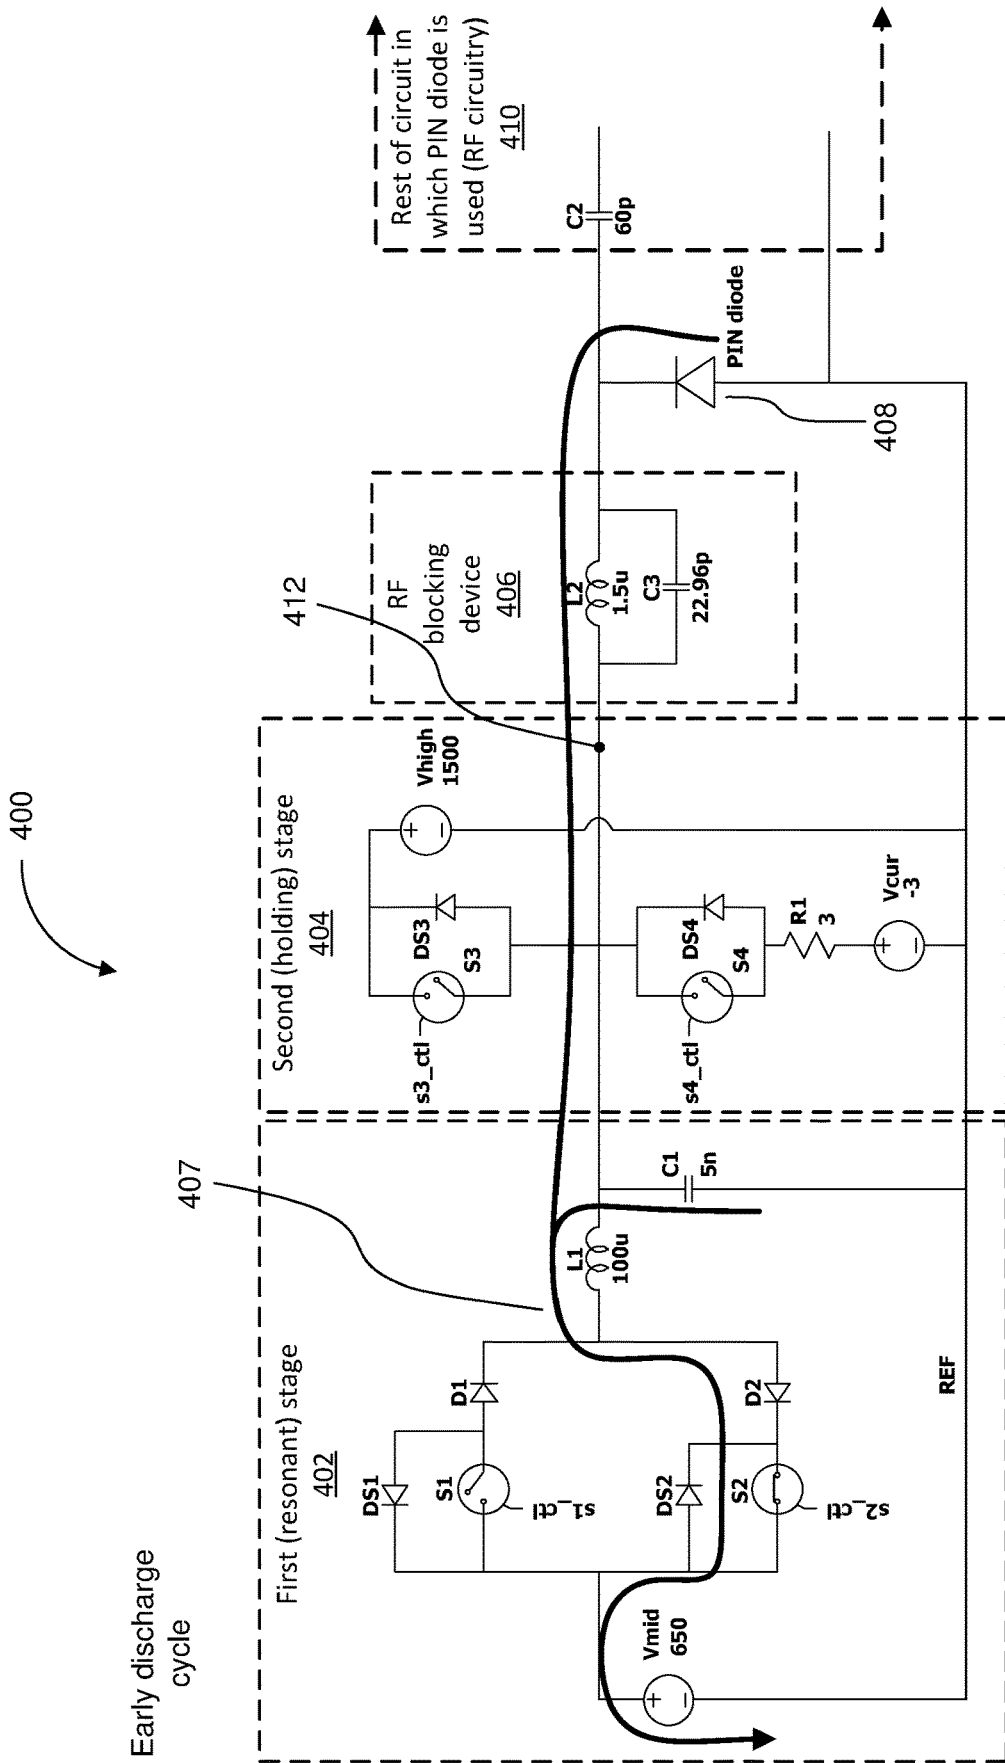 400
Early discharge
cycle
First (resonant) stage
402
DS1
S1
s1_ctl
D1
DS2
S2
s2_ctl
D2
Vmid
650
+
−
L1
100u
C1
5n
REF
407
Second (holding) stage
404
s3_ctl
DS3
S3
Vhigh
1500
+
−
s4_ctl
DS4
S4
R1
3
Vcur
-3
+
−
412
RF
blocking
device
406
L2
1.5u
C3
22.96p
PIN diode
408
Rest of circuit in
which PIN diode is
used (RF circuitry)
410
C2
60p